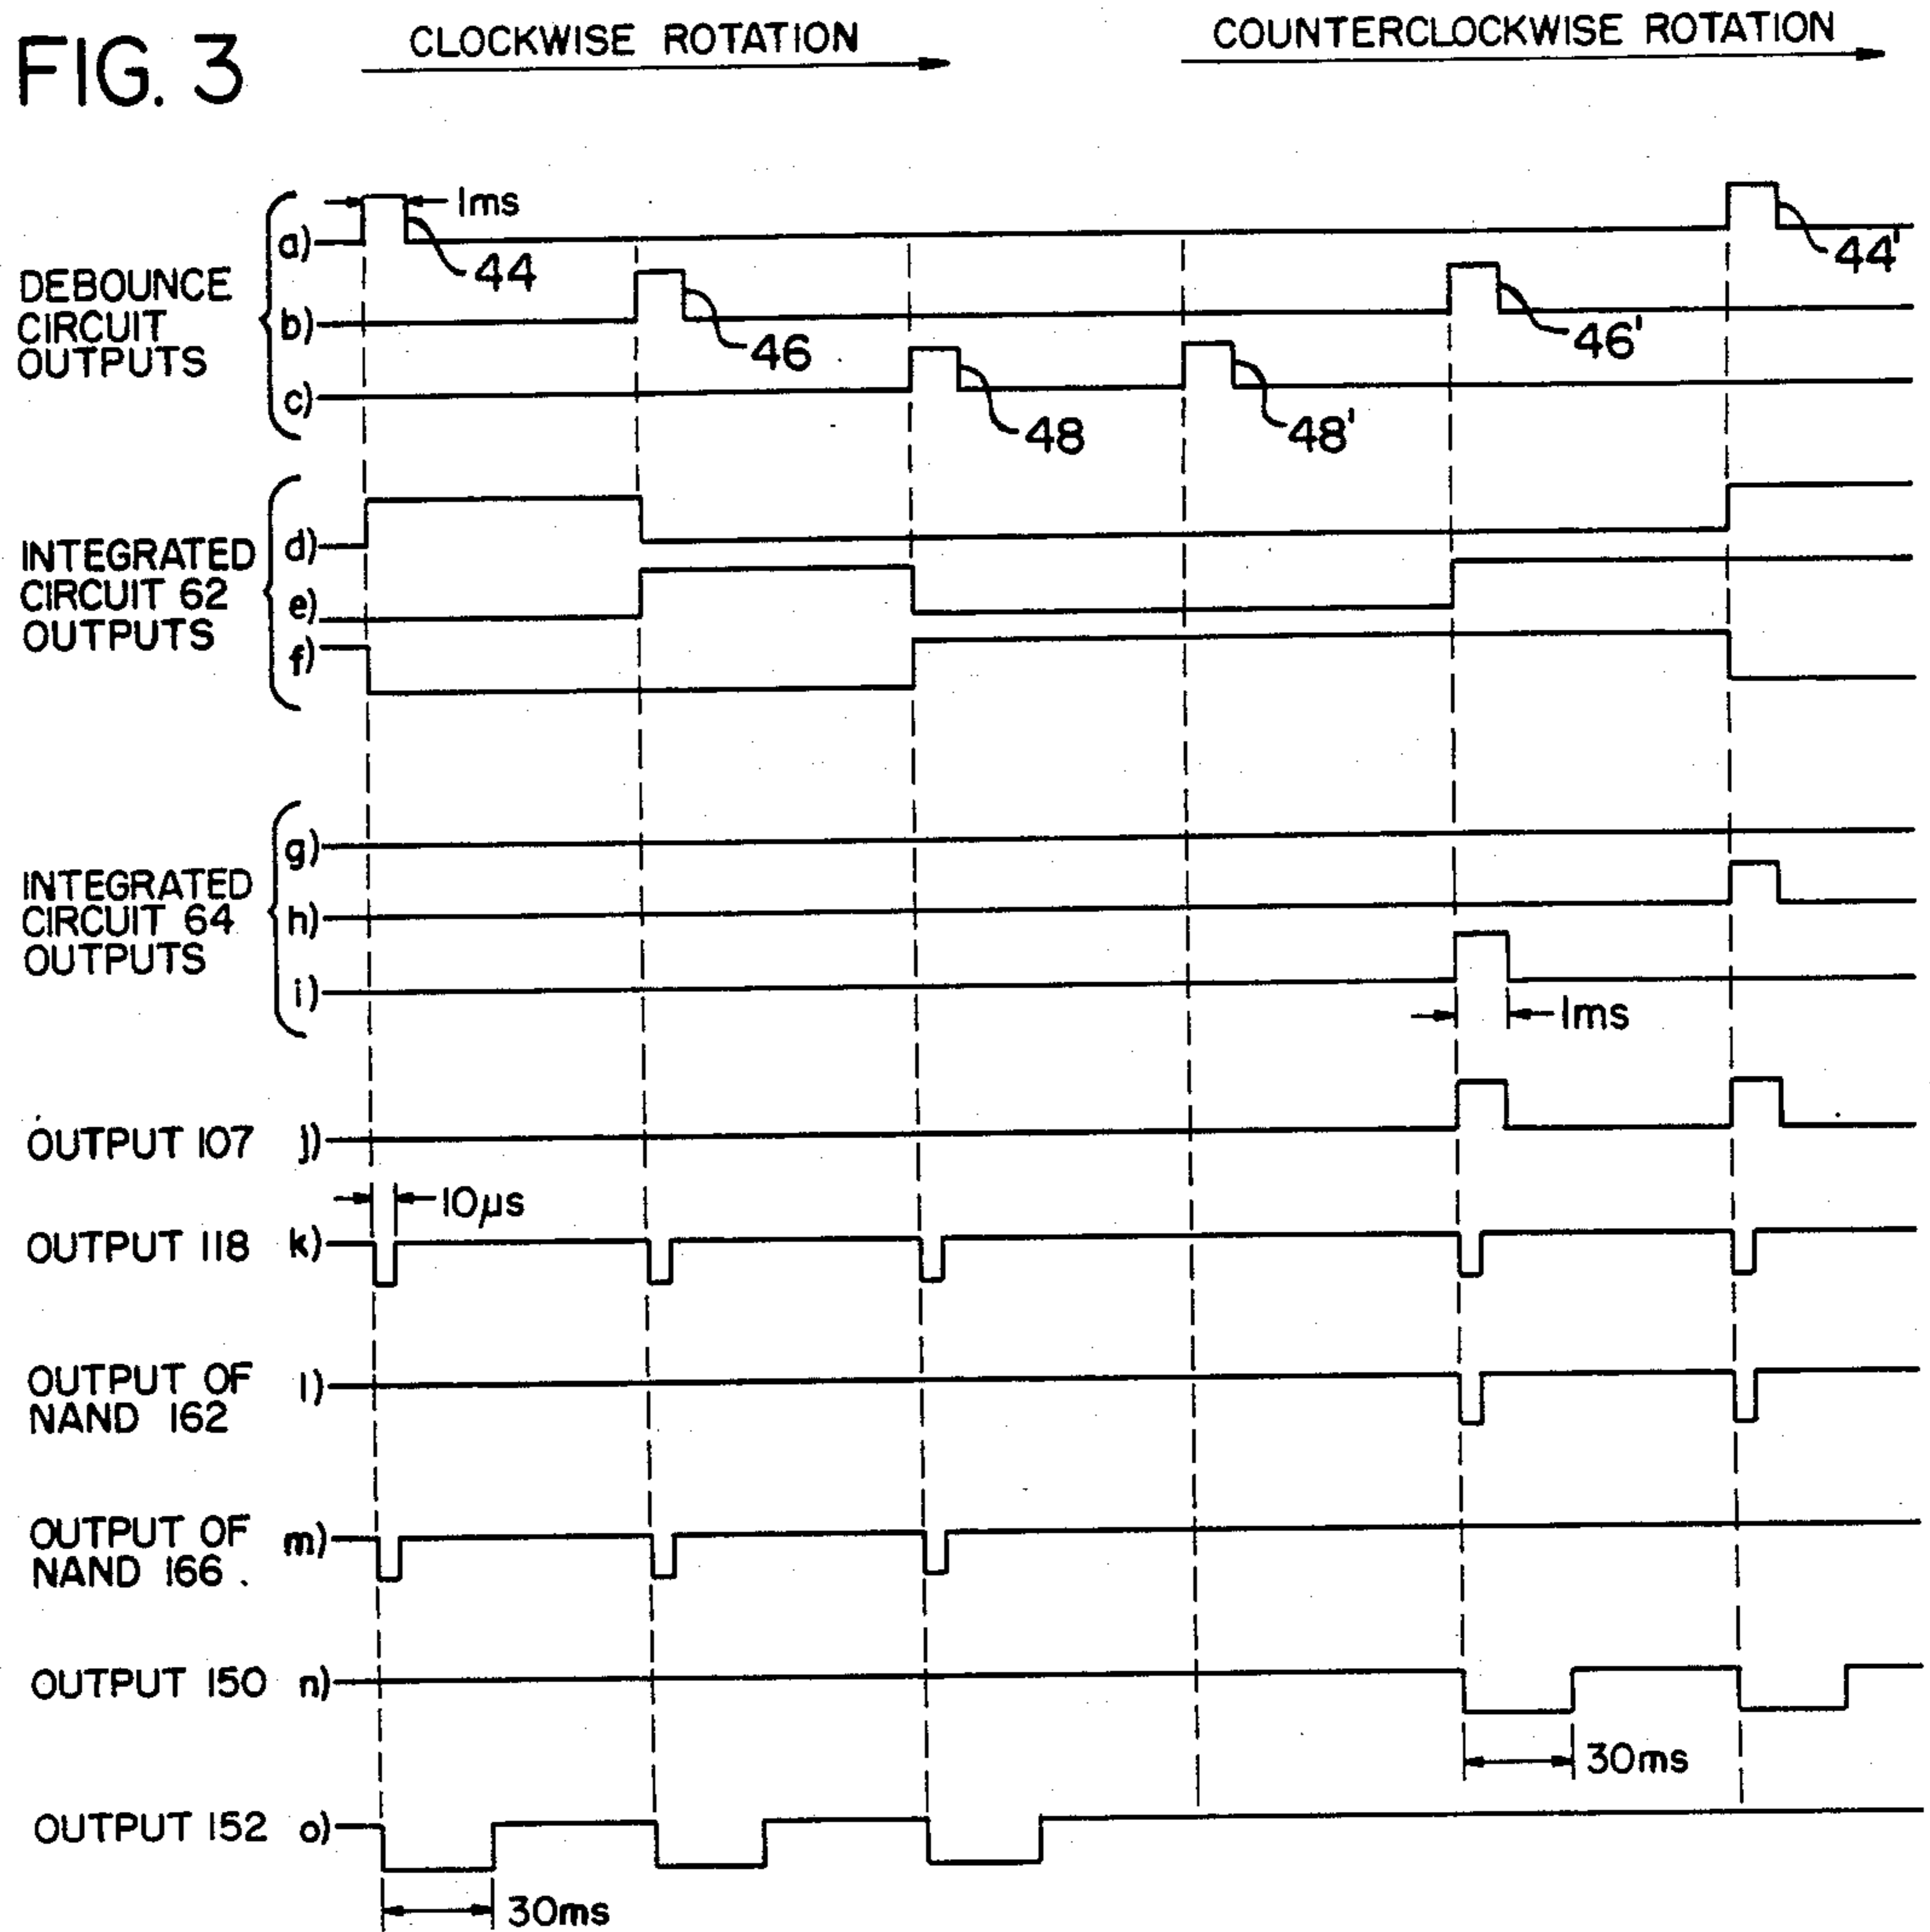 FIG. 3
CLOCKWISE ROTATION
COUNTERCLOCKWISE ROTATION
DEBOUNCE
CIRCUIT
OUTPUTS
a)
1ms
44
44'
b)
46
46'
c)
48
48'
INTEGRATED
CIRCUIT 62
OUTPUTS
d)
e)
f)
INTEGRATED
CIRCUIT 64
OUTPUTS
g)
h)
i)
1ms
OUTPUT 107 j)
10µs
OUTPUT 118 k)
OUTPUT OF
NAND 162
l)
OUTPUT OF
NAND 166
m)
OUTPUT 150 n)
30ms
OUTPUT 152 o)
30ms